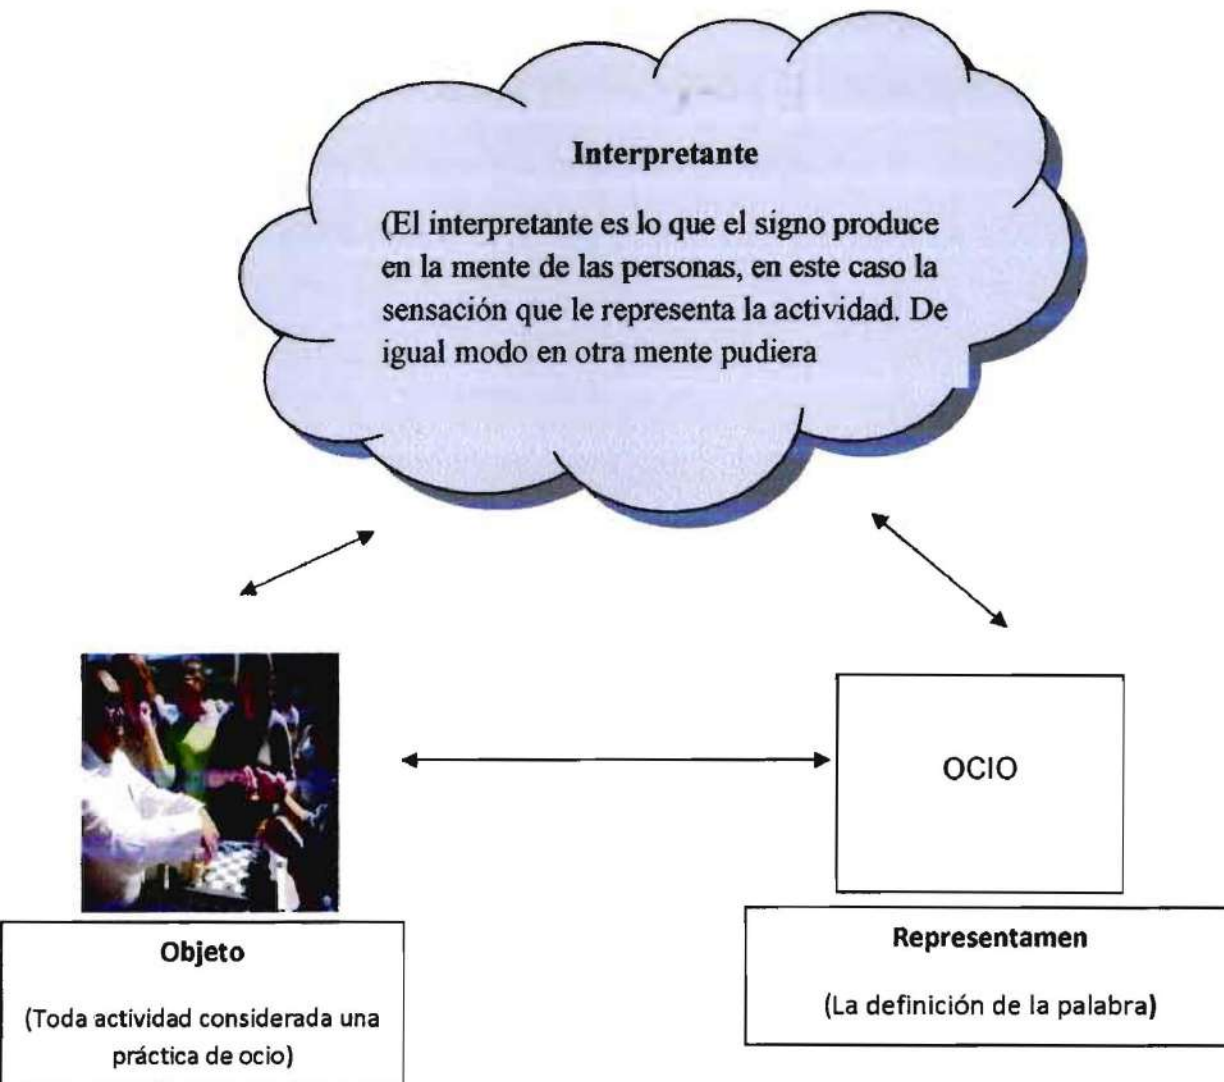 Interpretante
(El interpretante es lo que el signo produce
en la mente de las personas, en este caso la
sensación que le representa la actividad. De
igual modo en otra mente pudiera
OCIO
Objeto
(Toda actividad considerada una
práctica de ocio)
Representamen
(La definición de la palabra)